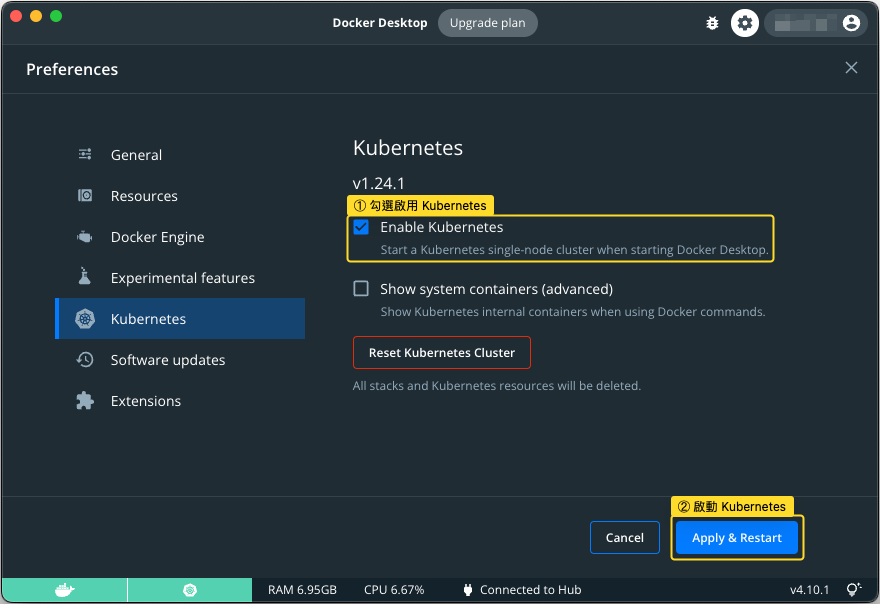 Docker Desktop
Upgrade plan
Preferences
General
Resources
Docker Engine
Experimental features
Kubernetes
Software updates
Extensions
Kubernetes
v1.24.1
① 勾選啟用 Kubernetes
Enable Kubernetes
Start a Kubernetes single-node cluster when starting Docker Desktop.
Show system containers (advanced)
Show Kubernetes internal containers when using Docker commands.
Reset Kubernetes Cluster
All stacks and Kubernetes resources will be deleted.
② 啟動 Kubernetes
Cancel
Apply & Restart
RAM 6.95GB
CPU 6.67%
Connected to Hub
v4.10.1